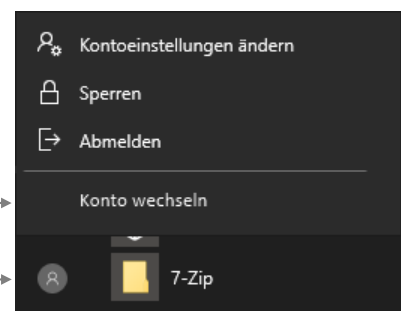 Kontoeinstellungen ändern
Sperren
Abmelden
Konto wechseln
7-Zip